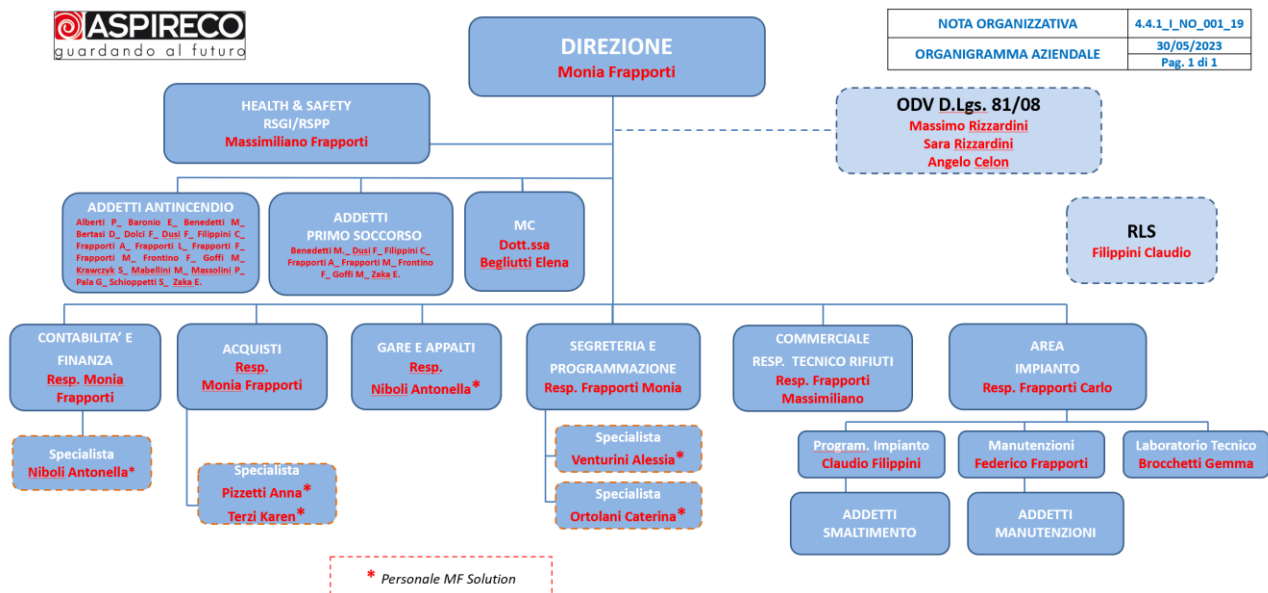 ASPIRECO
guardando al futuro
NOTA ORGANIZZATIVA
4.4.1_I_NO_001_19
ORGANIGRAMMA AZIENDALE
30/05/2023
Pag. 1 di 1
DIREZIONE
Monia Frapporti
HEALTH & SAFETY
RSGI/RSPP
Massimiliano Frapporti
ODV D.Lgs. 81/08
Massimo Rizzardini
Sara Rizzardini
Angelo Celon
ADDETTI ANTINCENDIO
Alberti P_ Baronio E_ Benedetti M_
Bertasi D_ Dolci F_ Dusi F_ Filippini C_
Frapporti A_ Frapporti L_ Frapporti F_
Frapporti M_ Frontino F_ Goffi M_
Krawczyk S_ Mabellini M_ Massolini P_
Pala G_ Schioppetti S_ Zaka E.
ADDETTI
PRIMO SOCCORSO
Benedetti M._ Dusi F_ Filippini C_
Frapporti A_ Frapporti M_ Frontino
F_ Goffi M_ Zaka E.
MC
Dott.ssa
Begliutti Elena
RLS
Filippini Claudio
CONTABILITA’ E
FINANZA
Resp. Monia
Frapporti
ACQUISTI
Resp.
Monia Frapporti
GARE E APPALTI
Resp.
Niboli Antonella*
SEGRETERIA E
PROGRAMMAZIONE
Resp. Frapporti Monia
COMMERCIALE
RESP. TECNICO RIFIUTI
Resp. Frapporti
Massimiliano
AREA
IMPIANTO
Resp. Frapporti Carlo
Specialista
Niboli Antonella*
Specialista
Pizzetti Anna*
Terzi Karen*
Specialista
Venturini Alessia*
Specialista
Ortolani Caterina*
Program. Impianto
Claudio Filippini
Manutenzioni
Federico Frapporti
Laboratorio Tecnico
Brocchetti Gemma
ADDETTI
SMALTIMENTO
ADDETTI
MANUTENZIONI
* Personale MF Solution